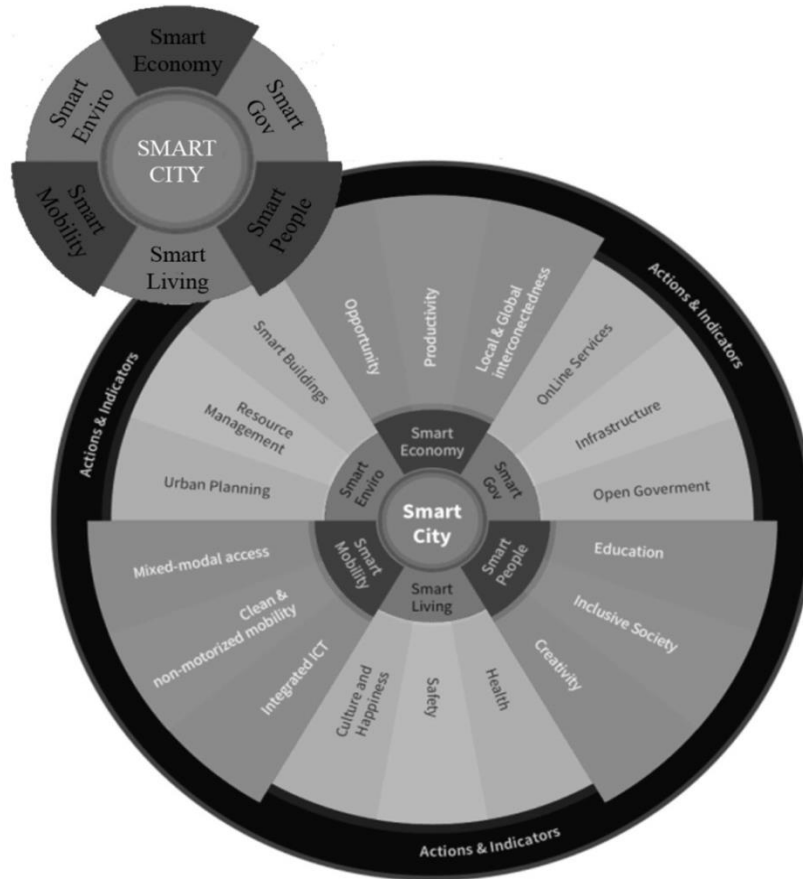 Smart
Economy
Smart
Gov
Smart
People
Smart
Living
Smart
Mobility
Smart
Enviro
SMART
CITY
Opportunity
Productivity
Local & Global
interconectedness
OnLine Services
Infrastructure
Open Goverment
Education
Inclusive Society
Creativity
Health
Safety
Culture and
Happiness
Integrated ICT
Clean &
non-motorized mobility
Mixed-modal access
Urban Planning
Resource
Management
Smart Buildings
Smart
Economy
Smart
Gov
Smart
People
Smart
Living
Smart
Mobility
Smart
Enviro
Smart
City
Actions & Indicators
Actions & Indicators
Actions & Indicators